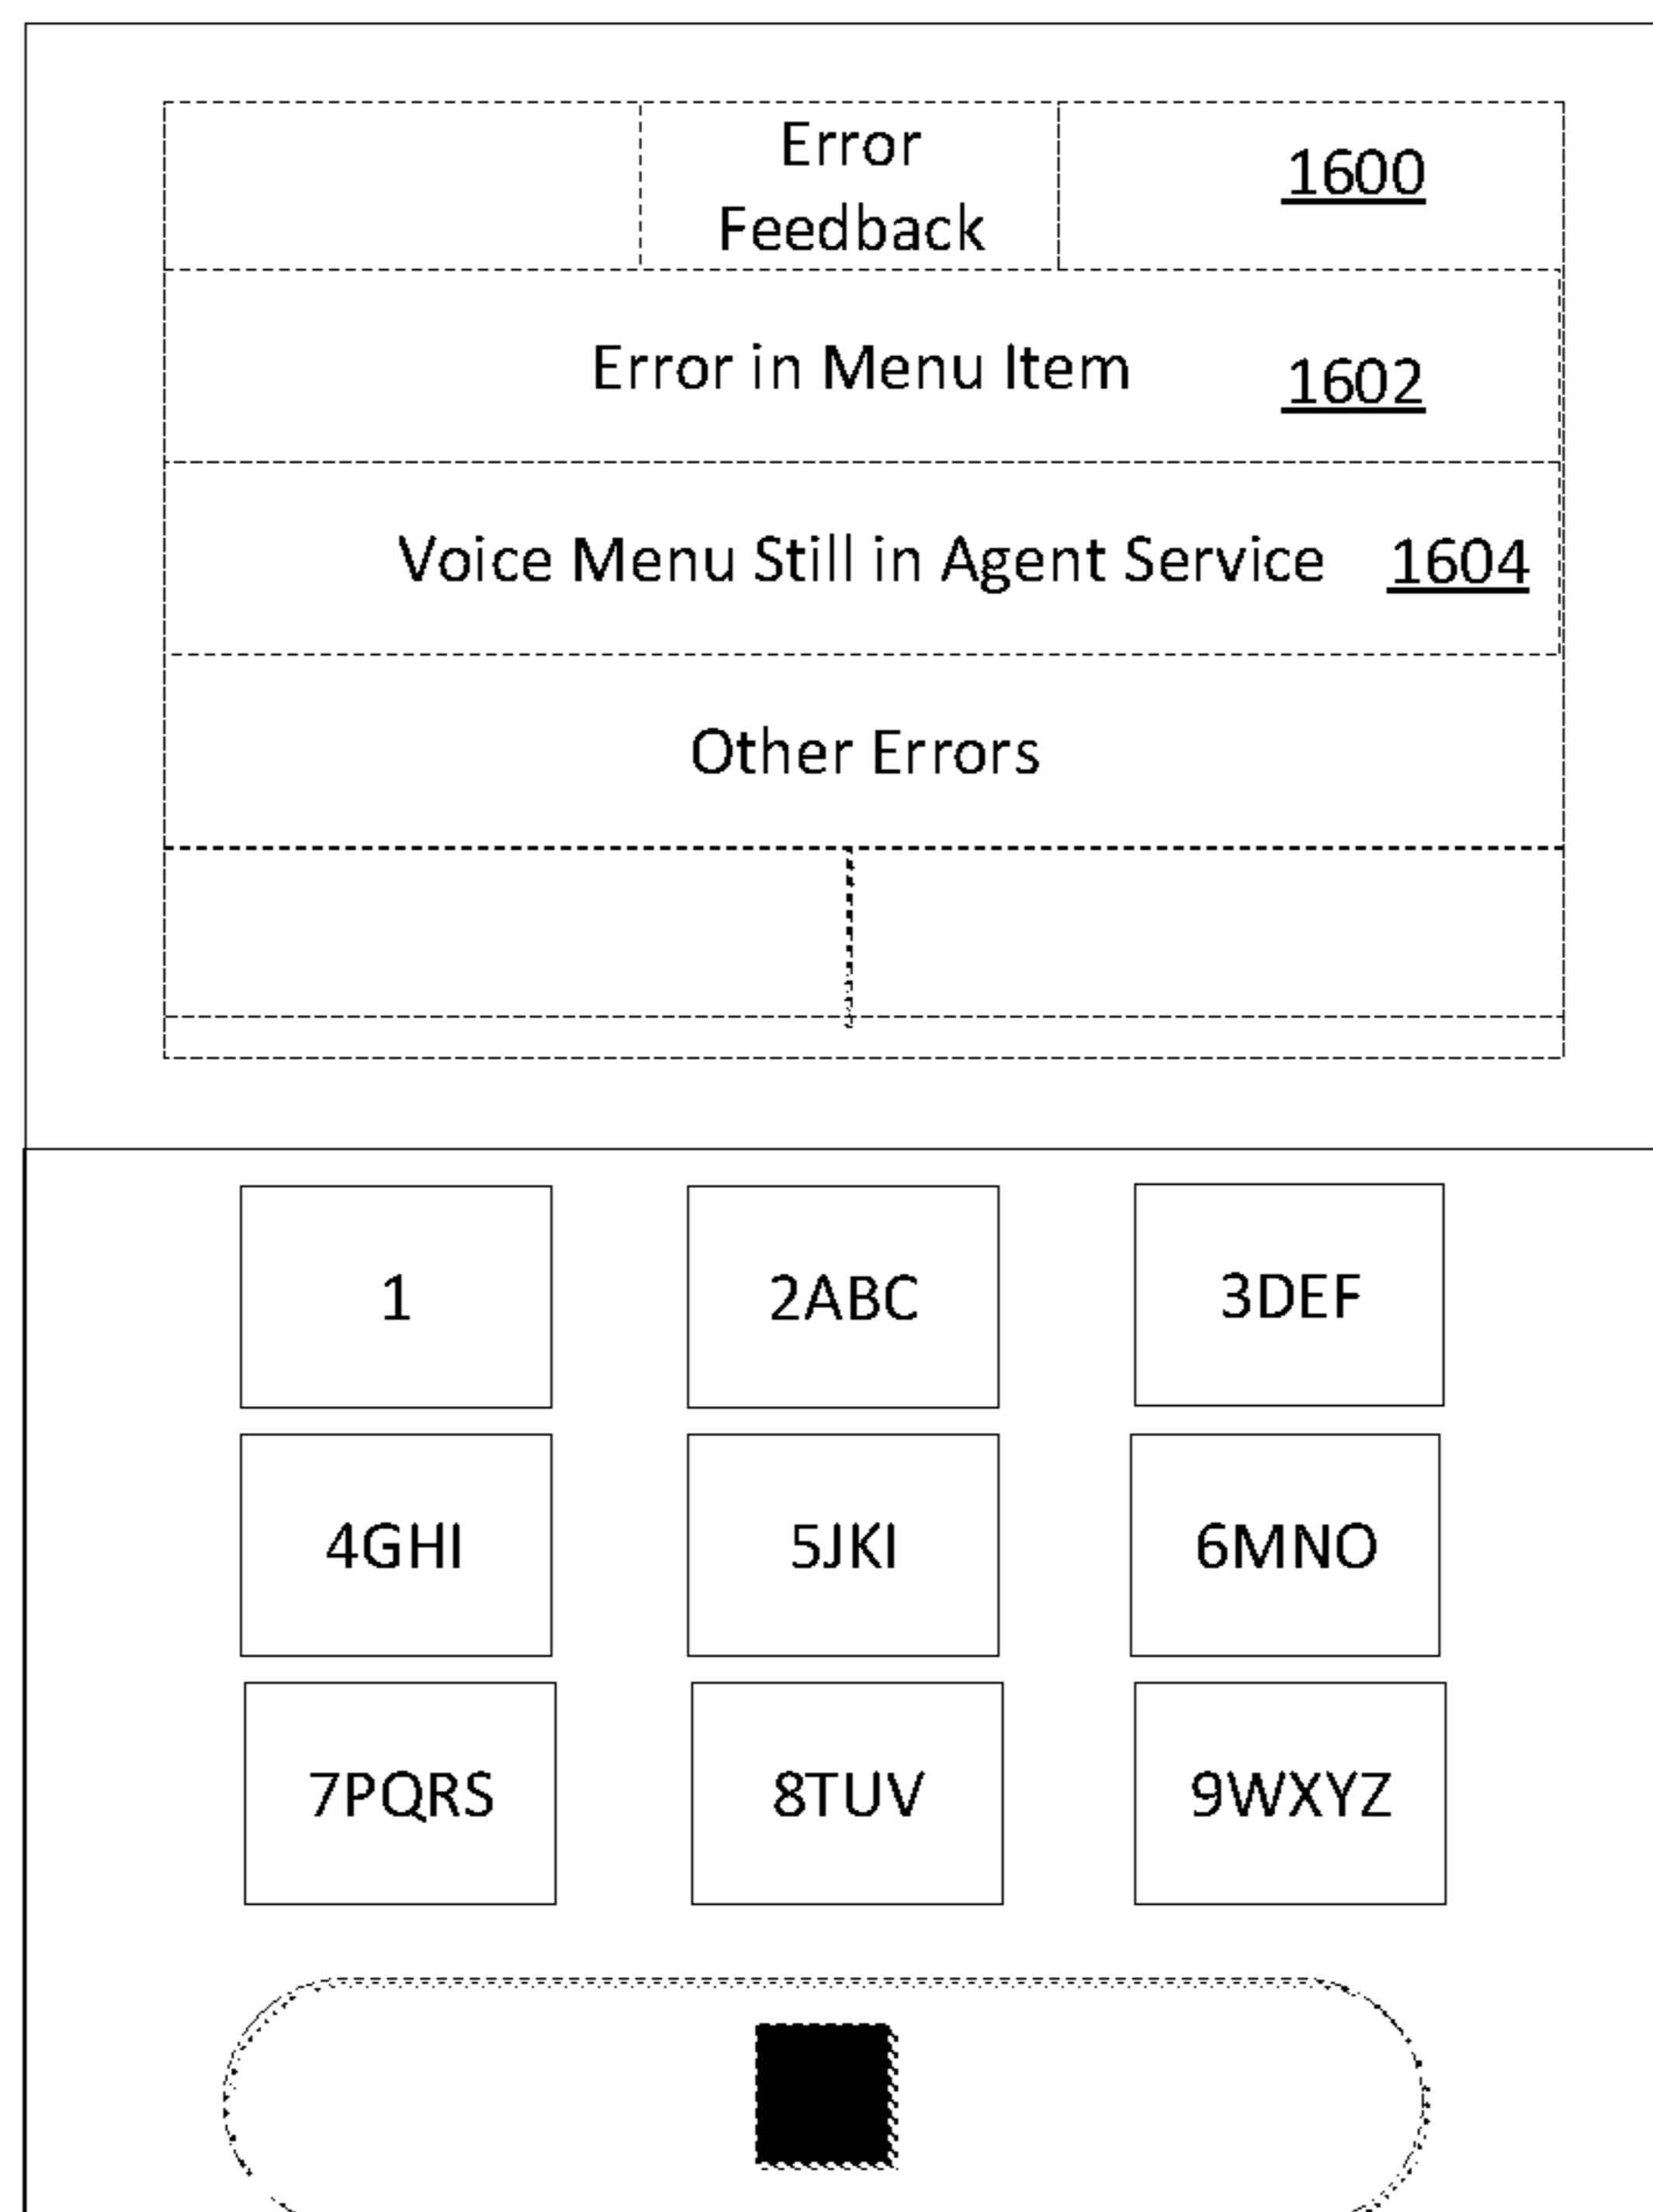 Error
Feedback
1600
Error in Menu Item 1602
Voice Menu Still in Agent Service 1604
Other Errors
1 2ABC 3DEF
4GHI 5JKI 6MNO
7PQRS 8TUV 9WXYZ